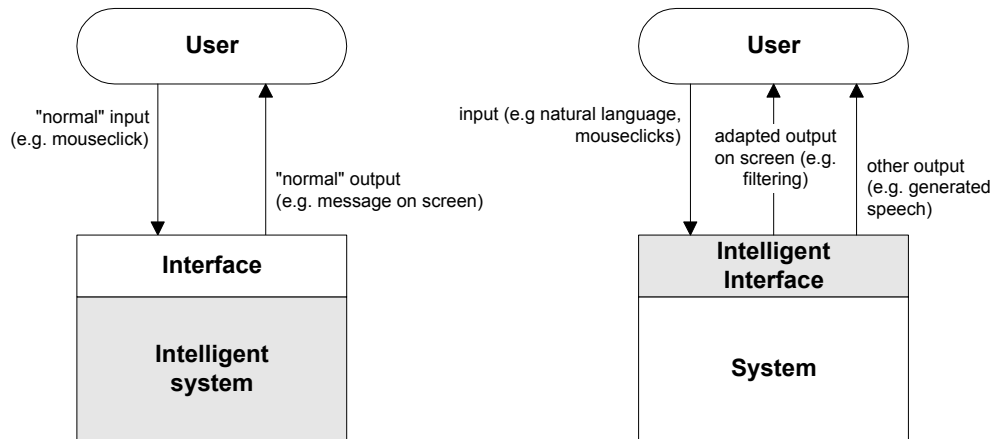 User
"normal" input
(e.g. mouseclick)
"normal" output
(e.g. message on screen)
Interface
Intelligent
system
User
input (e.g natural language,
mouseclicks)
adapted output
on screen (e.g.
filtering)
other output
(e.g. generated
speech)
Intelligent
Interface
System